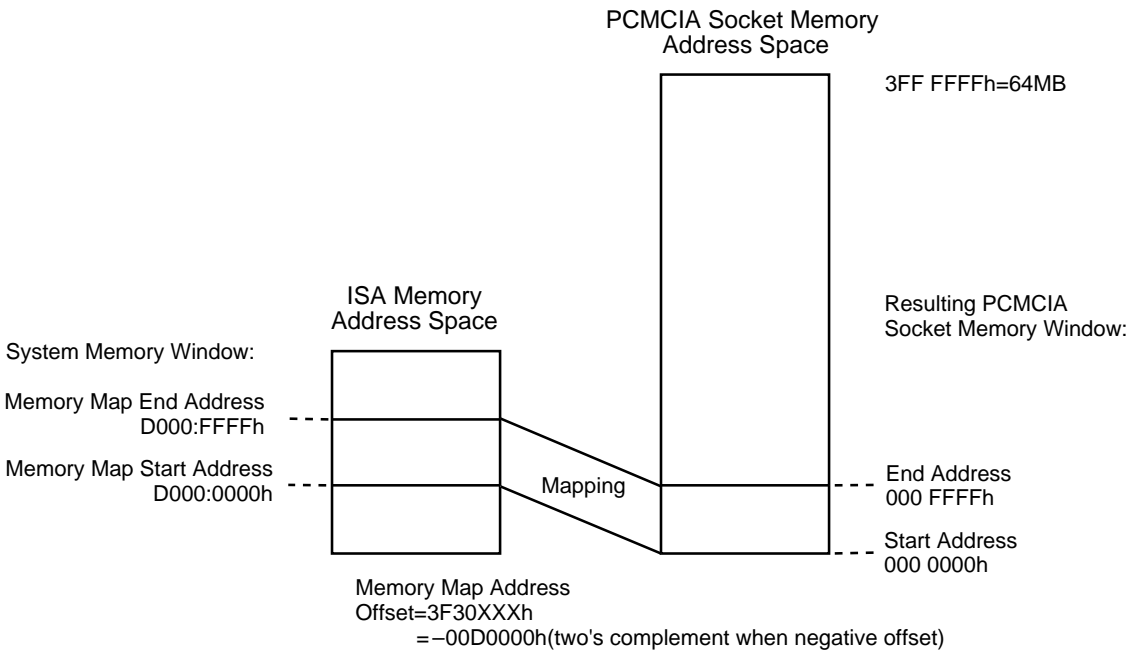 PCMCIA Socket Memory
Address Space
3FF FFFFh=64MB
ISA Memory
Address Space
Resulting PCMCIA
Socket Memory Window:
System Memory Window:
Memory Map End Address
D000:FFFFh
Memory Map Start Address
D000:0000h
Mapping
End Address
000 FFFFh
Start Address
000 0000h
Memory Map Address
Offset=3F30XXXh
=−00D0000h(two's complement when negative offset)